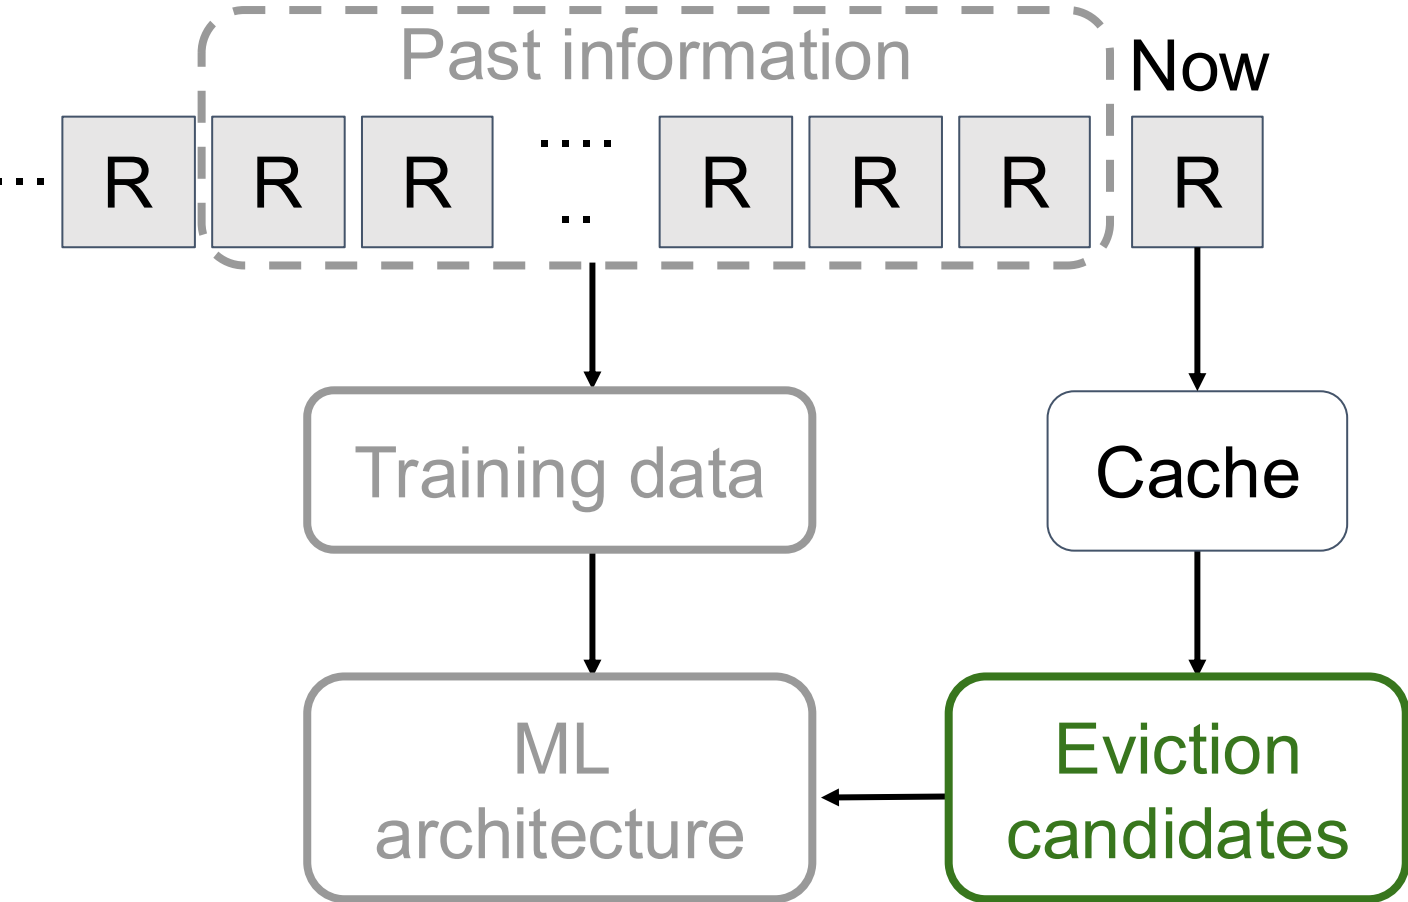 Past information
Now
... R R R .... .. R R R R
Training data
Cache
ML
architecture
Eviction
candidates